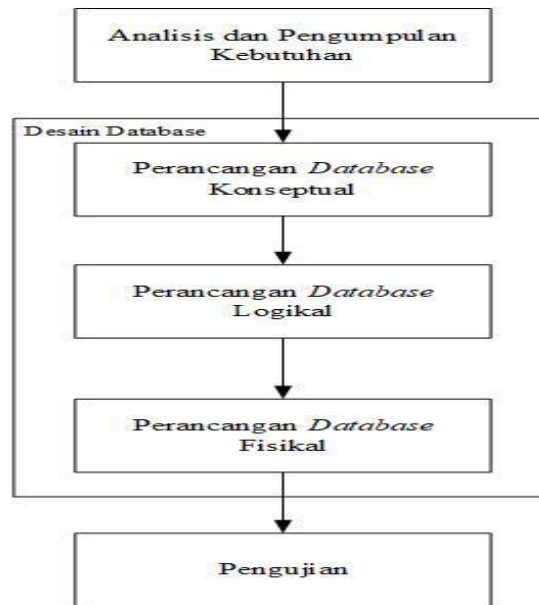 Analisis dan Pengumpulan
Kebutuhan
Desain Database
Perancangan Database
Konseptual
Perancangan Database
Logikal
Perancangan Database
Fisikal
Pengujian